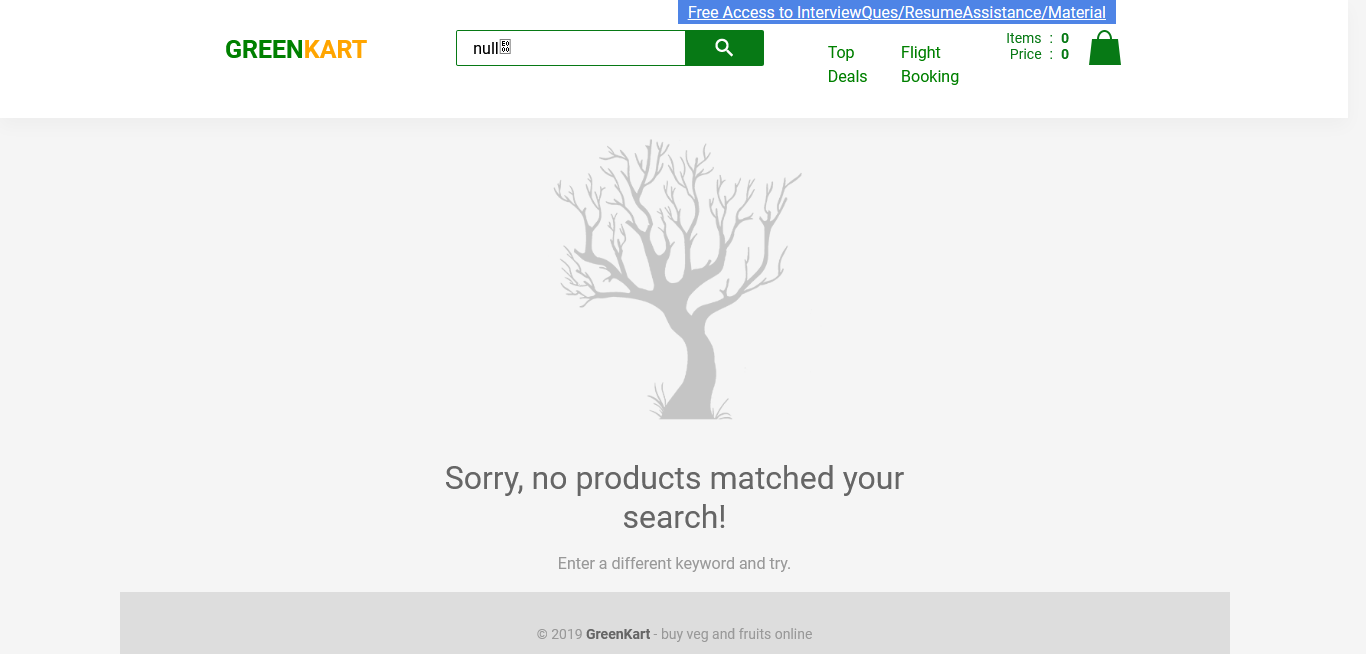 Free Access to InterviewQues/ResumeAssistance/Material
GREENKART
null
Top Deals
Flight Booking
Items : 0
Price : 0
Sorry, no products matched your
search!
Enter a different keyword and try.
© 2019 GreenKart - buy veg and fruits online